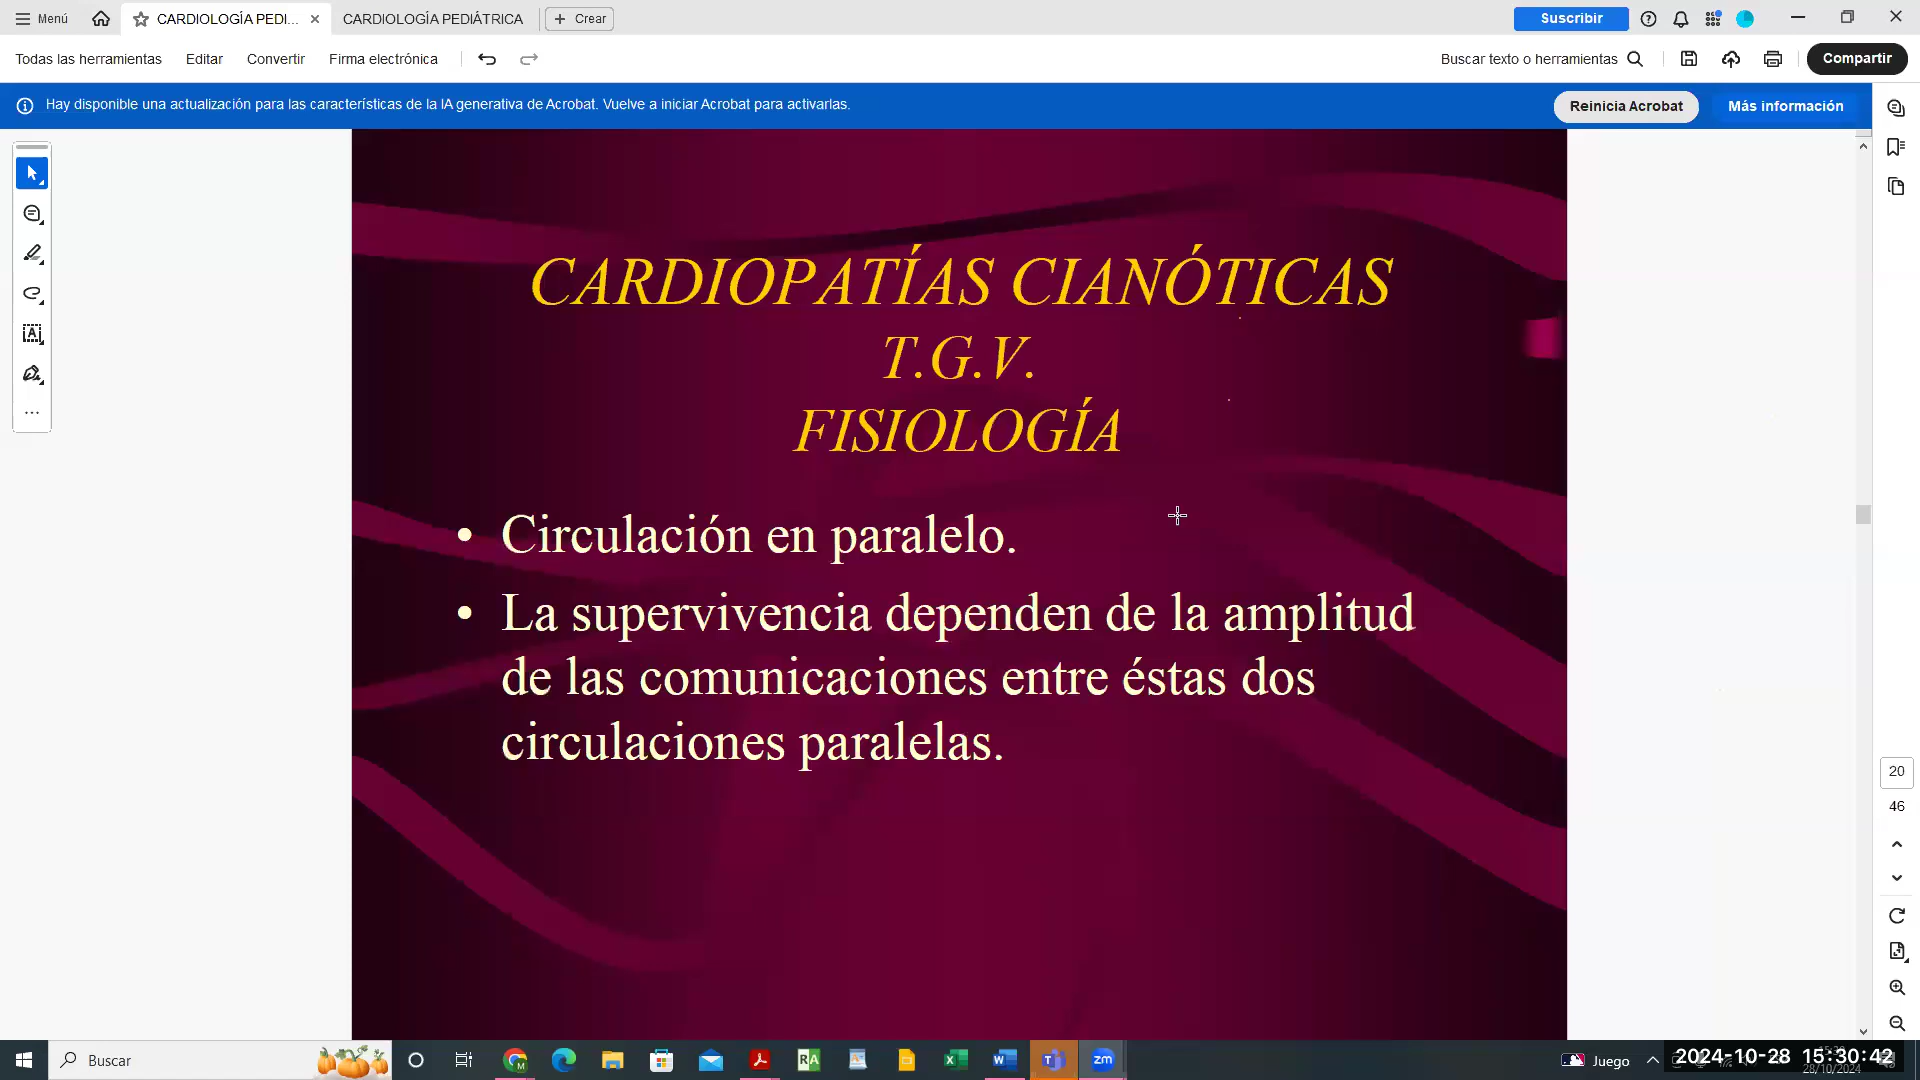 Menú
CARDIOLOGÍA PEDI...
CARDIOLOGÍA PEDIÁTRICA
Crear
Suscribir
Todas las herramientas
Editar
Convertir
Firma electrónica
Buscar texto o herramientas
Compartir
Hay disponible una actualización para las características de la IA generativa de Acrobat. Vuelve a iniciar Acrobat para activarlas.
Reinicia Acrobat
Más información
CARDIOPATÍAS CIANÓTICAS
T.G.V.
FISIOLOGÍA
• Circulación en paralelo.
• La supervivencia dependen de la amplitud
de las comunicaciones entre éstas dos
circulaciones paralelas.
20
46
Buscar
Juego
2024-10-28 15:30:42
28/10/2024